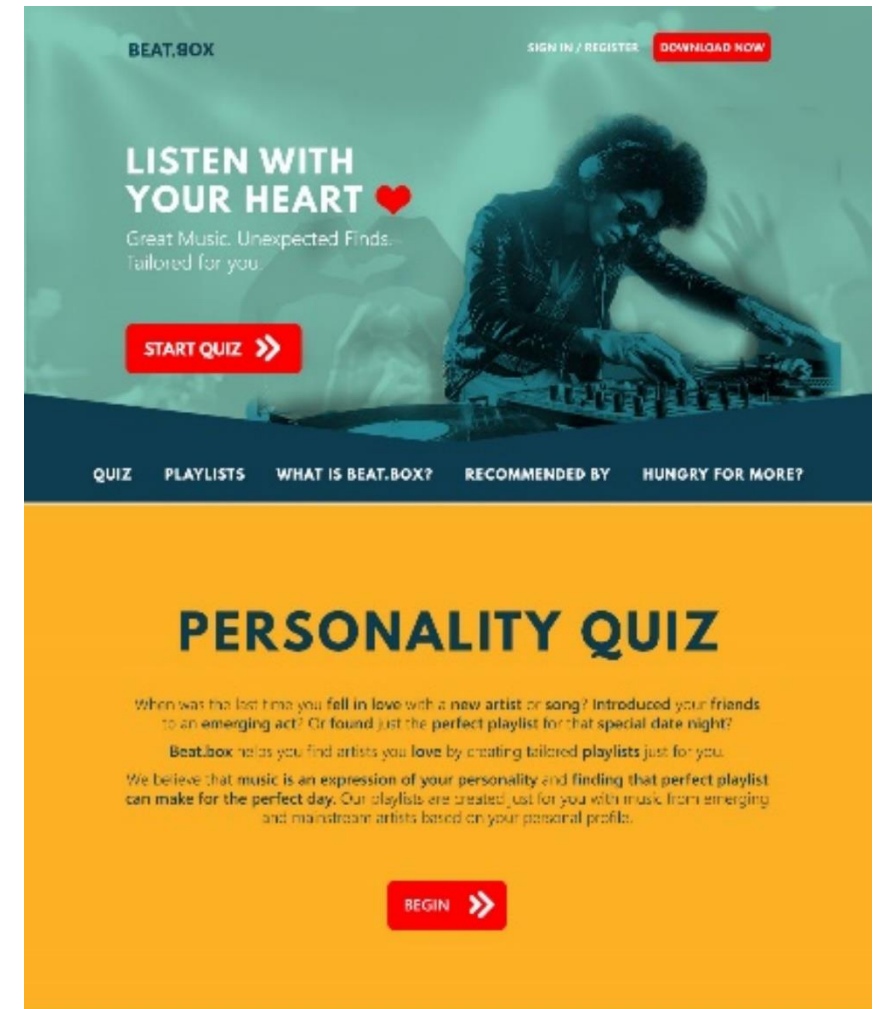 BEAT.BOX
SIGN IN / REGISTER
DOWNLOAD NOW
LISTEN WITH
YOUR HEART
Great Music. Unexpected Finds.
Tailored for you.
START QUIZ
QUIZ PLAYLISTS WHAT IS BEAT.BOX? RECOMMENDED BY HUNGRY FOR MORE?
PERSONALITY QUIZ
When was the last time you fell in love with a new artist or song? Introduced your friends
to an emerging act? Or found just the perfect playlist for that special date night?
Beat.box helps you find artists you love by creating tailored playlists just for you.
We believe that music is an expression of your personality and finding that perfect playlist
can make for the perfect day. Our playlists are created just for you with music from emerging
and mainstream artists based on your personal profile.
BEGIN